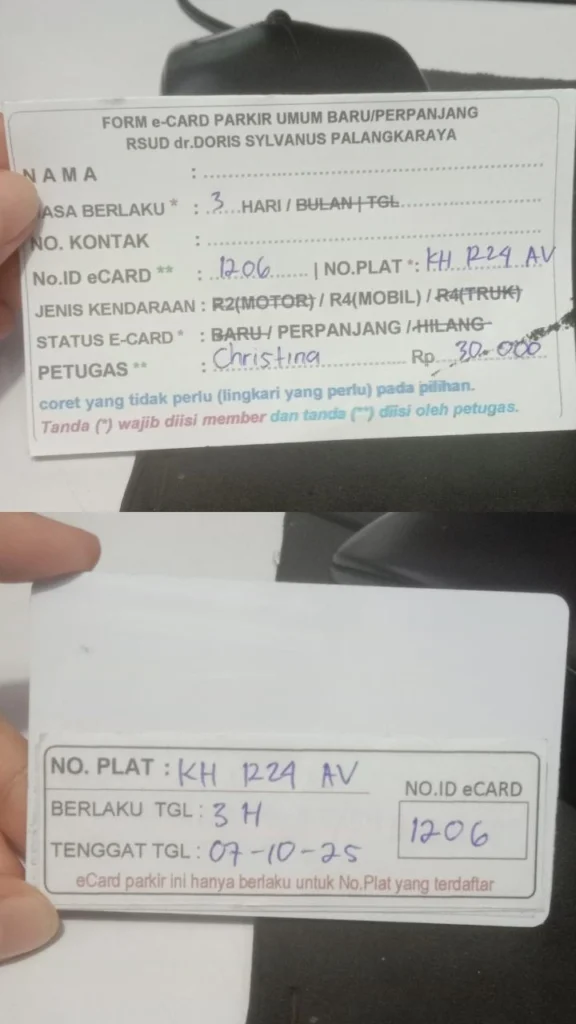 FORM e-CARD PARKIR UMUM BARU/PERPANJANG
RSUD dr.DORIS SYLVANUS PALANGKARAYA
NAMA :
MASA BERLAKU * : 3 HARI / BULAN | TGL
NO. KONTAK :
No.ID eCARD ** : 1206 | NO.PLAT *: KH 1224 AV
JENIS KENDARAAN : R2(MOTOR) / R4(MOBIL) / R4(TRUK)
STATUS E-CARD * : BARU / PERPANJANG / HILANG
PETUGAS ** : Christina Rp. 30.000
coret yang tidak perlu (lingkari yang perlu) pada pilihan.
Tanda (*) wajib diisi member dan tanda (**) diisi oleh petugas.
NO. PLAT : KH 1224 AV
BERLAKU TGL : 3 H
TENGGAT TGL : 07-10-25
NO.ID eCARD
1206
eCard parkir ini hanya berlaku untuk No.Plat yang terdaftar